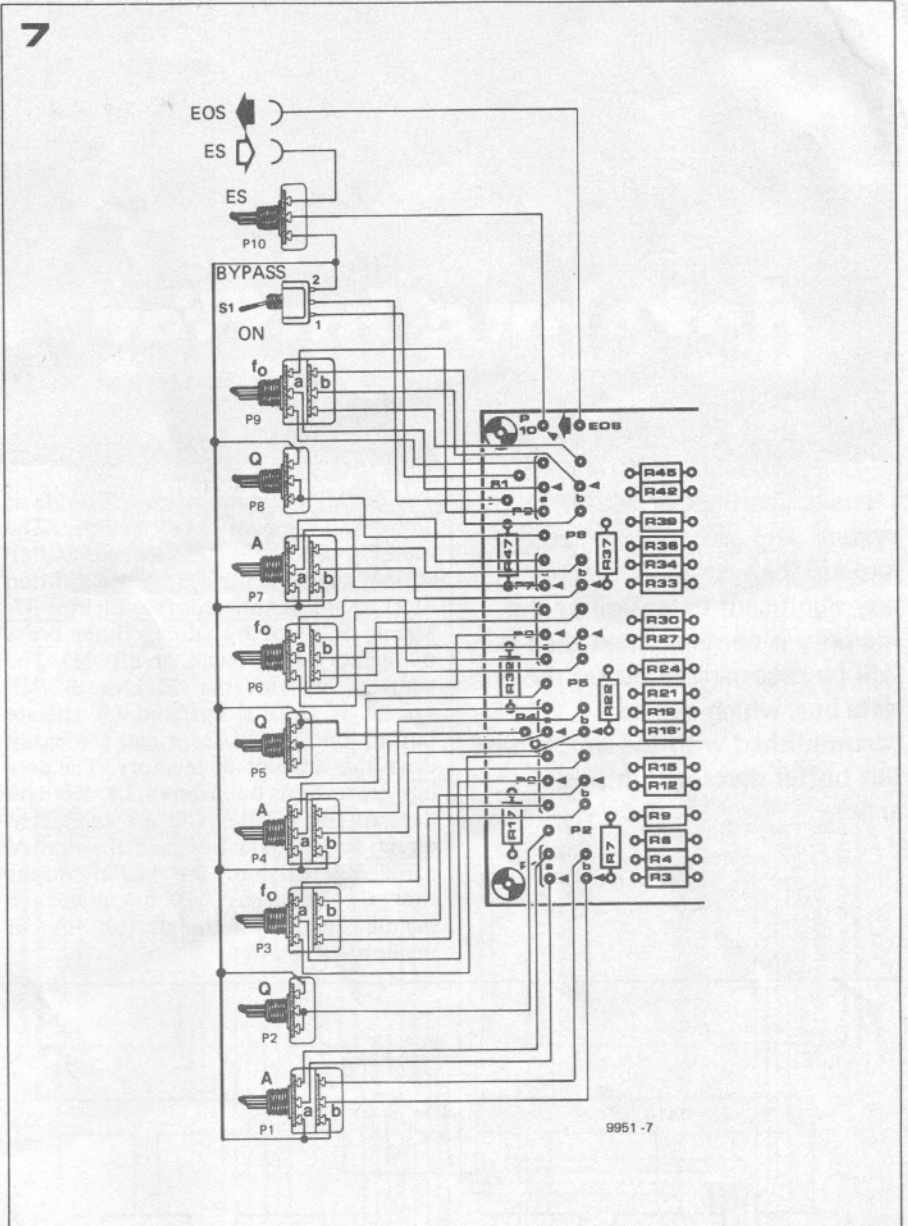 7
EOS
ES
ES
P10
BYPASS
2
S1
1
ON
fo
a b
P9
Q
P8
A
a b
P7
fo
a b
P6
Q
P5
A
a b
P4
fo
a b
P3
Q
P2
A
a b
P1
P
10
EOS
R45
R42
R39
P8
R47
R37
R36
R34
R33
R30
R27
R32
P5
R22
R24
R21
R19
R18
R15
R12
R17
P2
R7
R9
R6
R4
R3
9951 -7